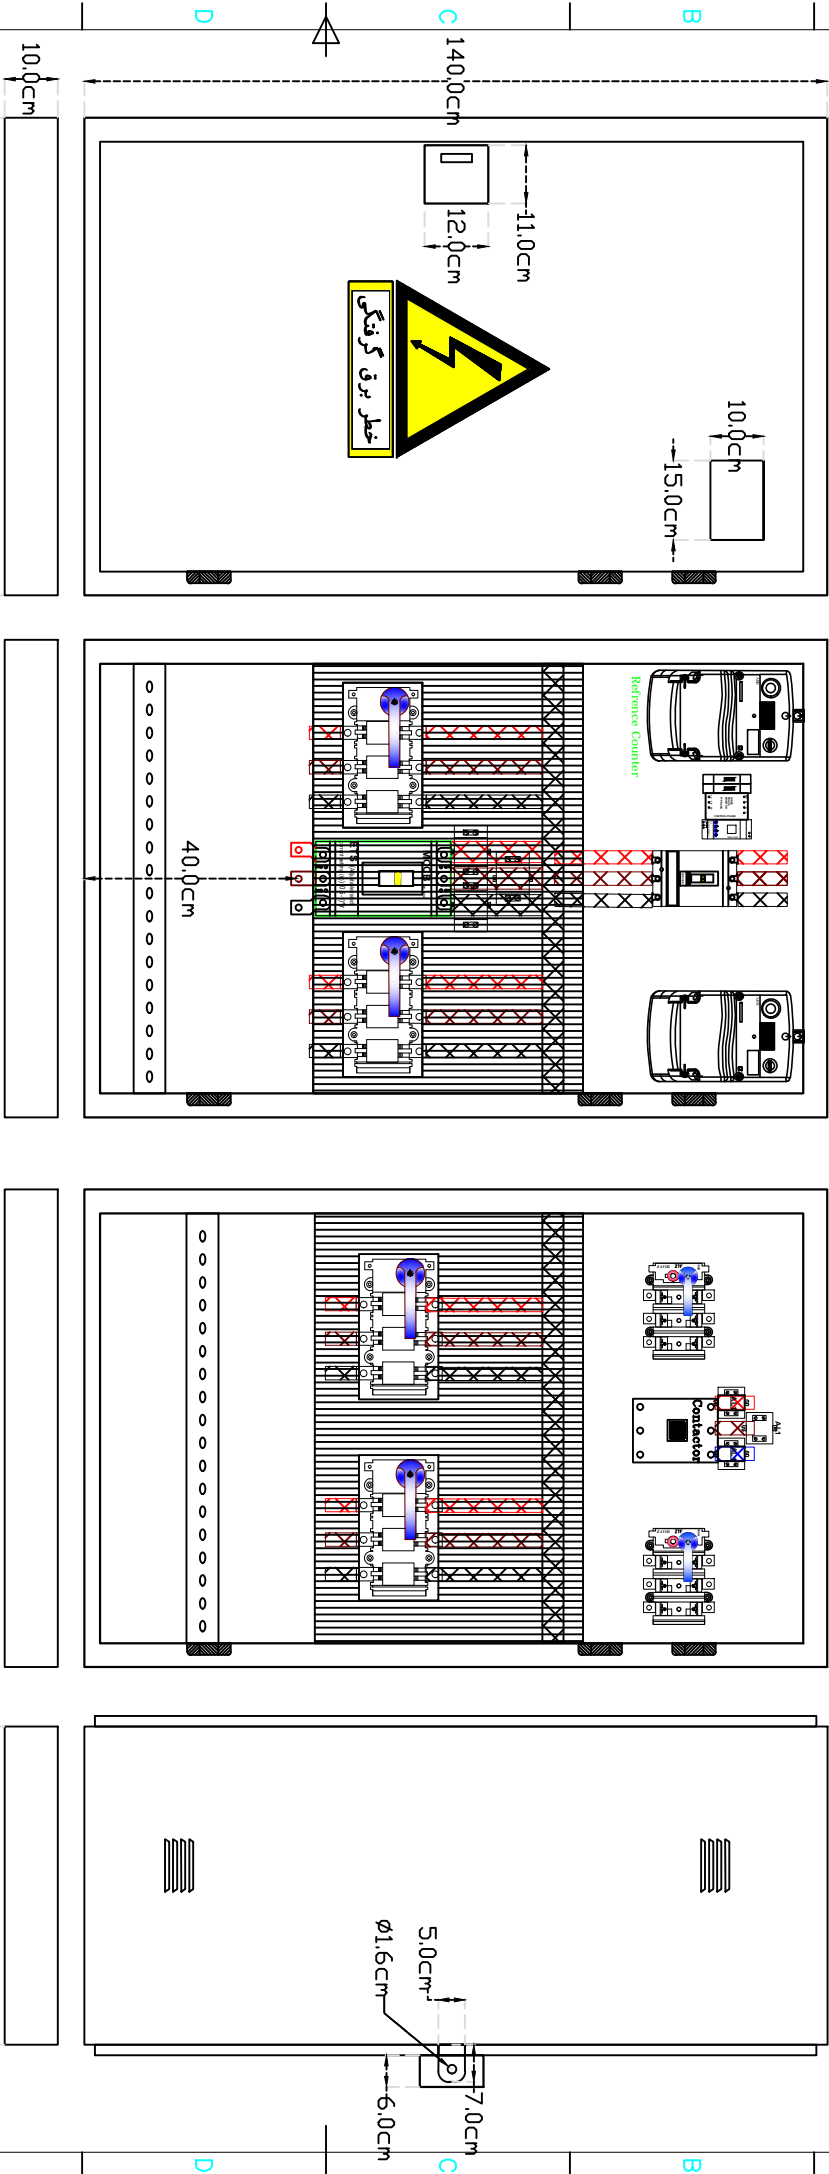 D
C
B
10.0cm
140.0cm
11.0cm
12.0cm
خطر برق گرفتگی
10.0cm
15.0cm
Refrence Counter
MCCB
40.0cm
Contactor
Ø1.6cm
5.0cm
7.0cm
6.0cm
D
C
B